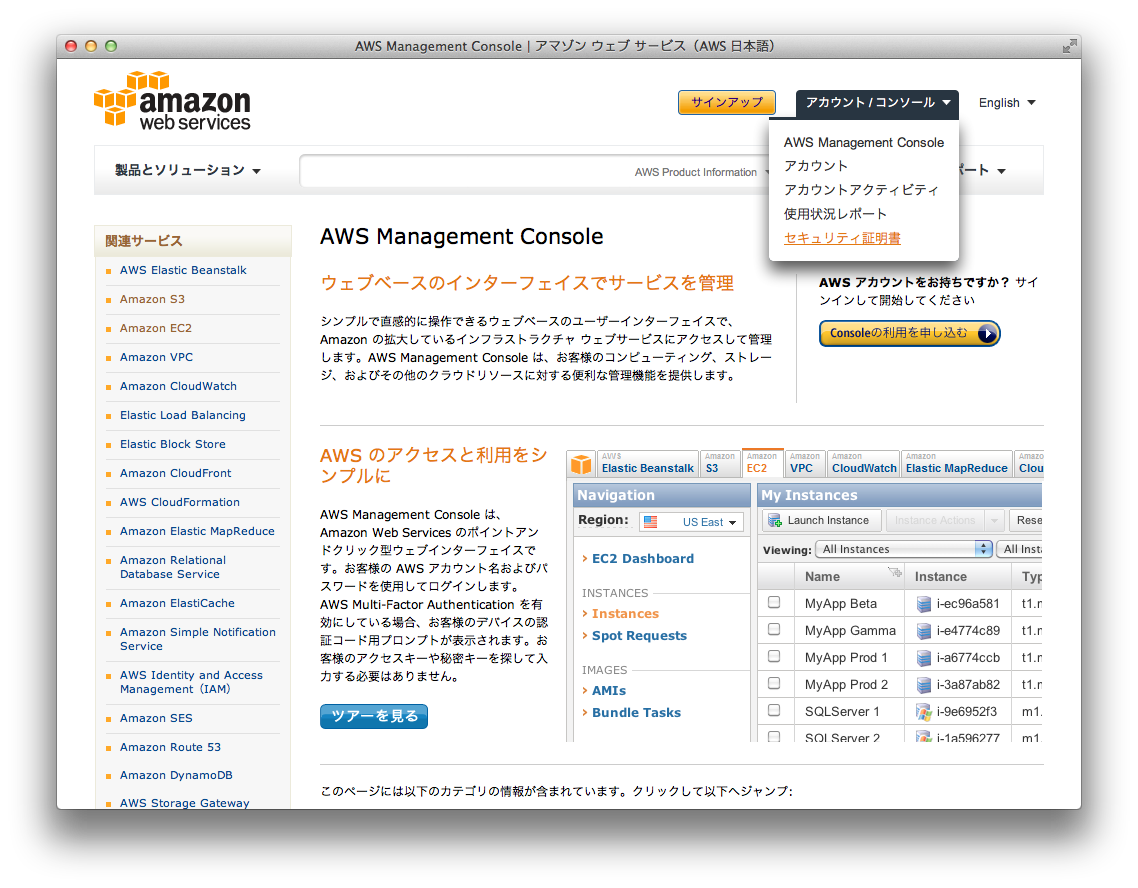 AWS Management Console | アマゾン ウェブ サービス（AWS 日本語）
amazon
web services
サインアップ
アカウント / コンソール
English
AWS Management Console
アカウント
アカウントアクティビティ
使用状況レポート
セキュリティ証明書
製品とソリューション
AWS Product Information
ポート
関連サービス
AWS Elastic Beanstalk
Amazon S3
Amazon EC2
Amazon VPC
Amazon CloudWatch
Elastic Load Balancing
Elastic Block Store
Amazon CloudFront
AWS CloudFormation
Amazon Elastic MapReduce
Amazon Relational
Database Service
Amazon ElastiCache
Amazon Simple Notification
Service
AWS Identity and Access
Management（IAM）
Amazon SES
Amazon Route 53
Amazon DynamoDB
AWS Storage Gateway
AWS Management Console
ウェブベースのインターフェイスでサービスを管理
シンプルで直感的に操作できるウェブベースのユーザーインターフェイスで、
Amazon の拡大しているインフラストラクチャ ウェブサービスにアクセスして管理
します。AWS Management Console は、お客様のコンピューティング、ストレー
ジ、およびその他のクラウドリソースに対する便利な管理機能を提供します。
AWS アカウントをお持ちですか？ サイ
ンインして開始してください
Consoleの利用を申し込む
AWS のアクセスと利用をシ
ンプルに
AWS Management Console は、
Amazon Web Services のポイントアン
ドクリック型ウェブインターフェイスで
す。お客様の AWS アカウント名およびパ
スワードを使用してログインします。
AWS Multi-Factor Authentication を有
効にしている場合、お客様のデバイスの認
証コード用プロンプトが表示されます。お
客様のアクセスキーや秘密キーを探して入
力する必要はありません。
ツアーを見る
AWS
Elastic Beanstalk
Amazon
S3
Amazon
EC2
Amazon
VPC
Amazon
CloudWatch
Amazon
Elastic MapReduce
Amazo
Clou
Navigation
Region:
US East
EC2 Dashboard
INSTANCES
Instances
Spot Requests
IMAGES
AMIs
Bundle Tasks
My Instances
Launch Instance
Instance Actions
Rese
Viewing:
All Instances
All Insta
Name Instance Typ
MyApp Beta i-ec96a581 t1.m
MyApp Gamma i-e4774c89 t1.m
MyApp Prod 1 i-a6774ccb t1.m
MyApp Prod 2 i-3a87ab82 t1.m
SQLServer 1 i-9e6952f3 m1.
SQLServer 2 i-1a596277 m1.
このページには以下のカテゴリの情報が含まれています。クリックして以下へジャンプ: